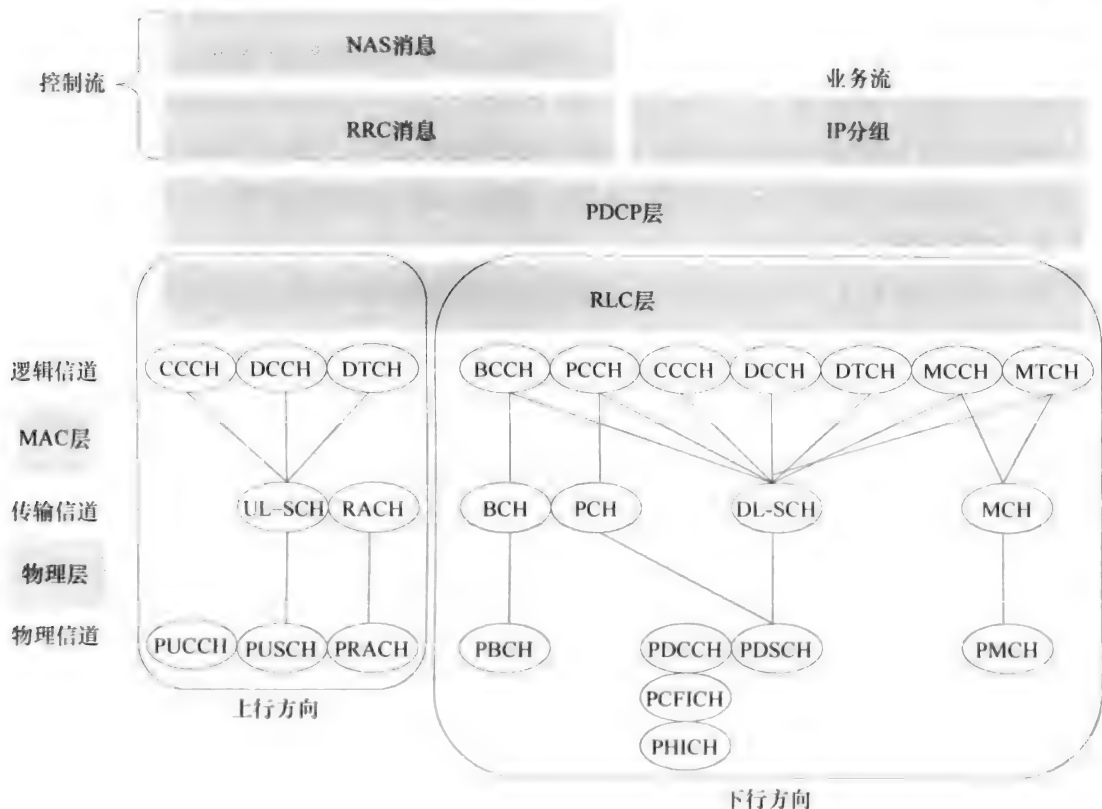 NAS消息
控制流
业务流
RRC消息
IP分组
PDCP层
RLC层
逻辑信道
CCCH DCCH DTCH
BCCH PCCH CCCH DCCH DTCH MCCH MTCH
MAC层
传输信道
UL-SCH RACH
BCH PCH DL-SCH MCH
物理层
物理信道
PUCCH PUSCH PRACH
PBCH PDCCH PDSCH PMCH
PCFICH
PHICH
上行方向
下行方向